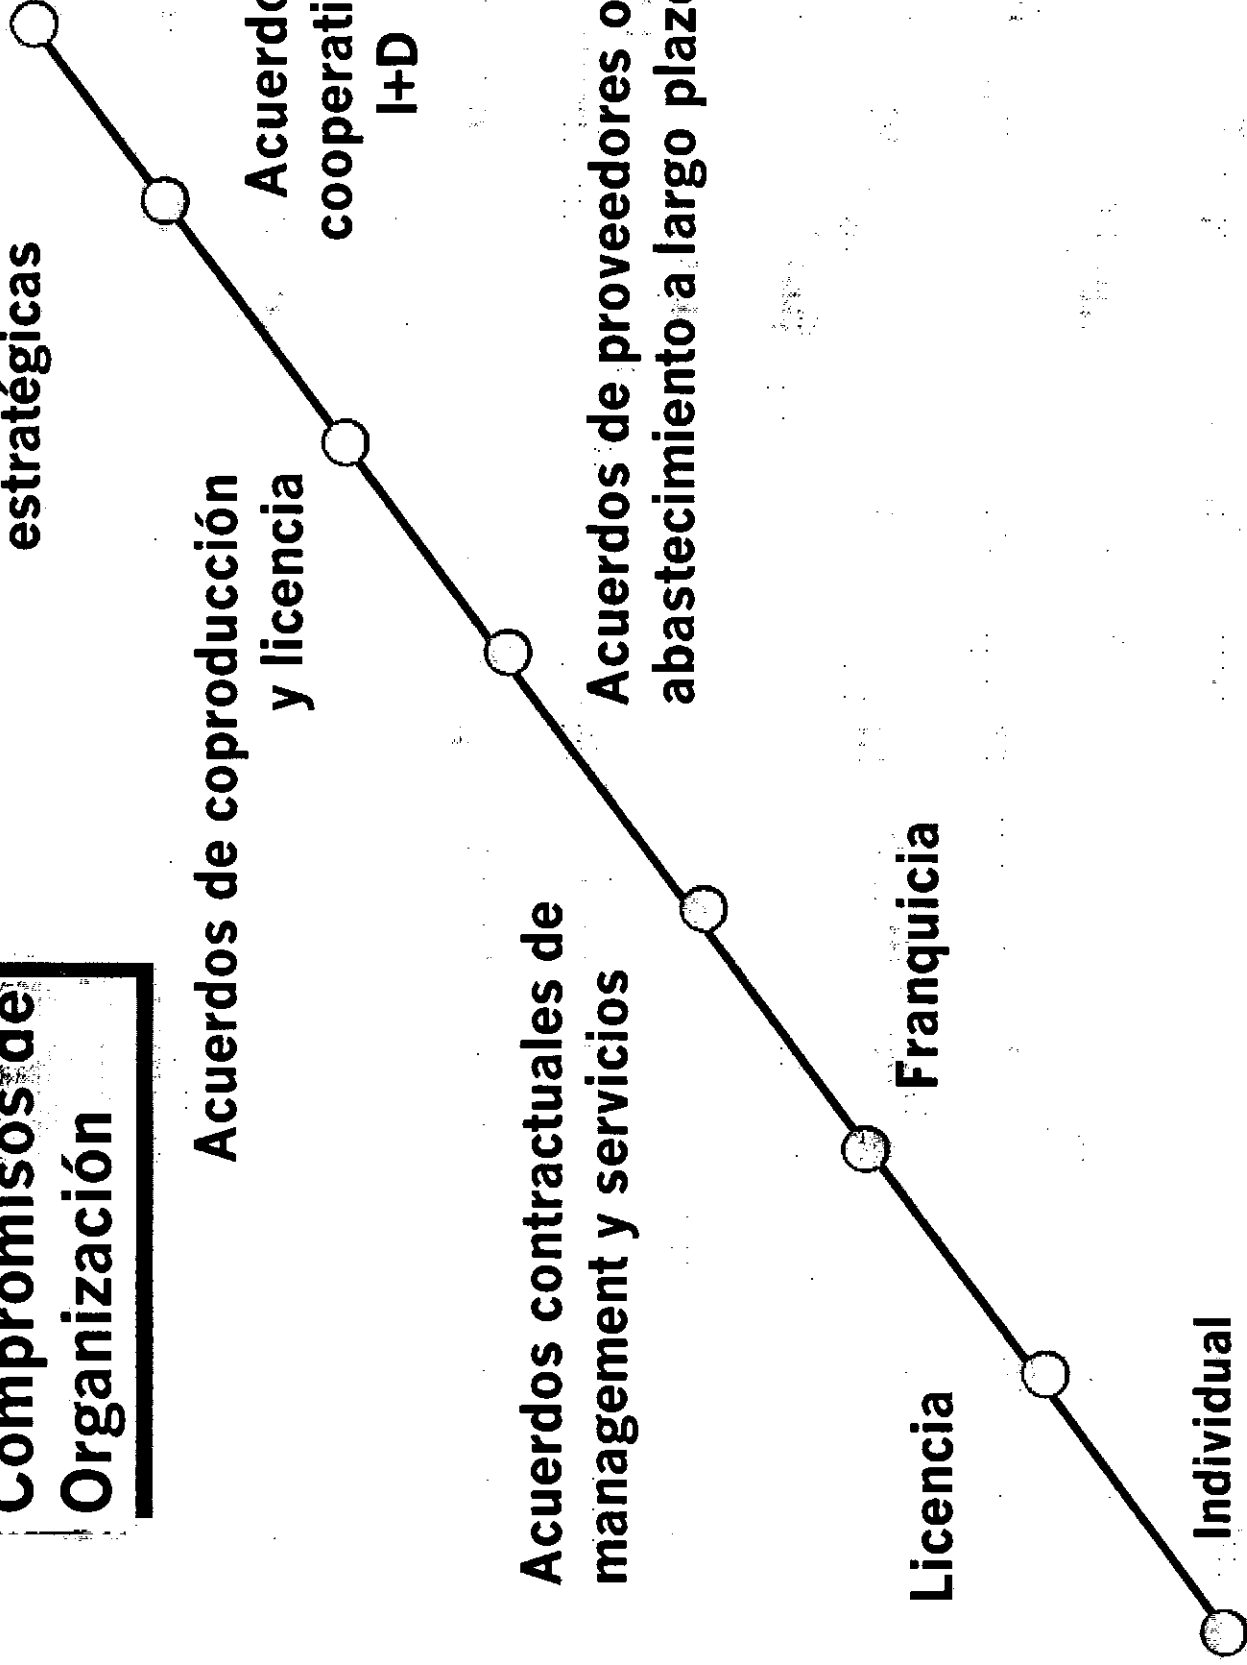 Compromisos de
Organización
estratégicas
Acuerdos de coproducción
y licencia
I+D
Acuerdos contractuales de
management y servicios
Acuerdos de proveedores o
abastecimiento a largo
Licencia
Franquicia
Individual